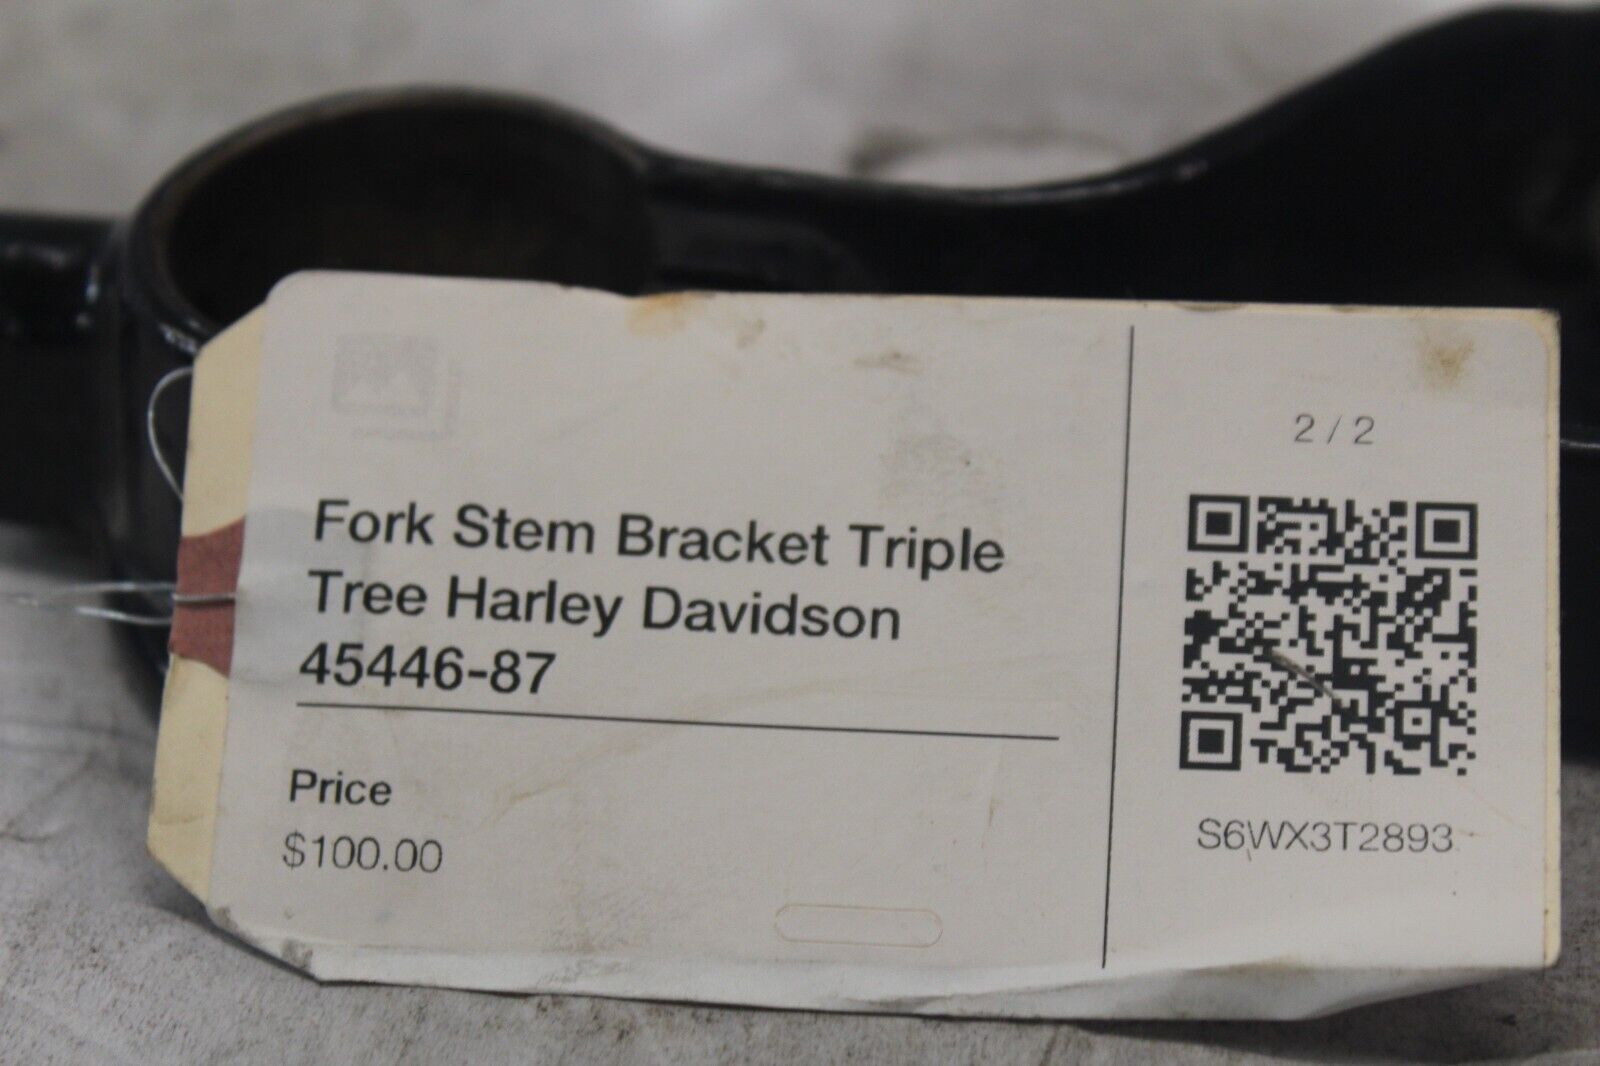 Fork Stem Bracket Triple
Tree Harley Davidson
45446-87
Price
$100.00
2 / 2
S6WX3T2893